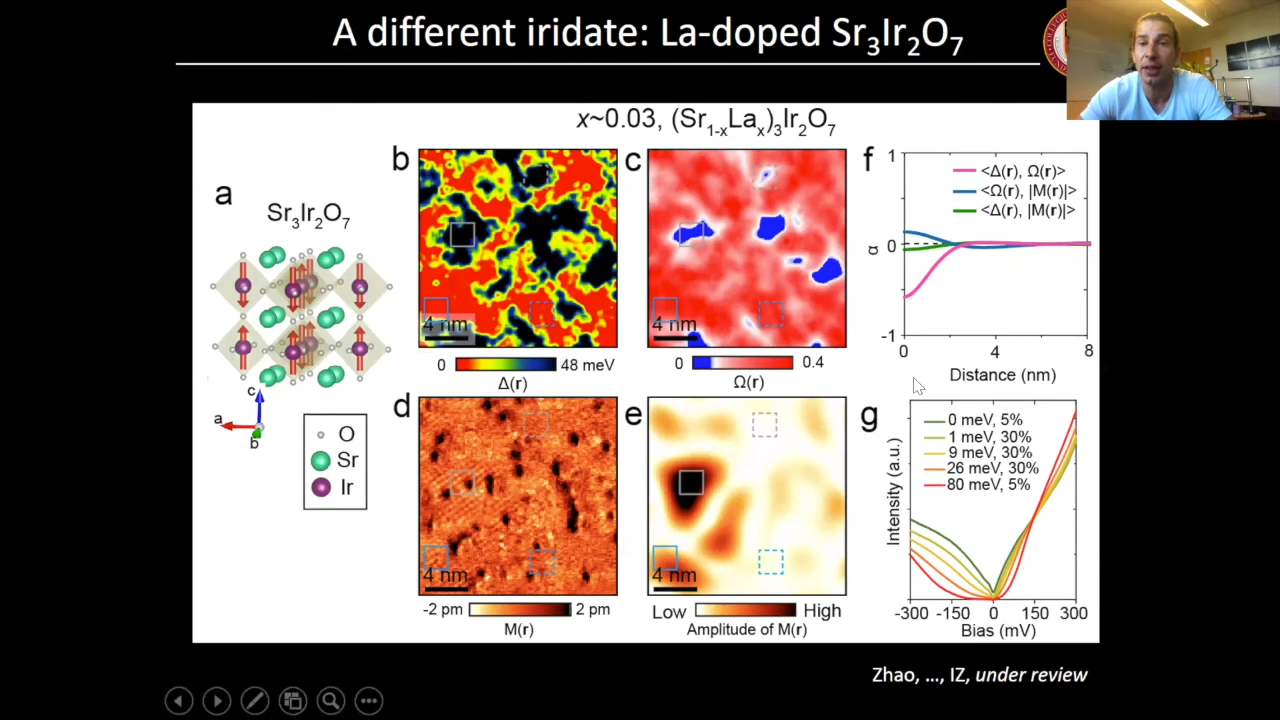 A different iridate: La-doped Sr₃Ir₂O₇
x~0.03, (Sr₁₋ₓLaₓ)₃Ir₂O₇
a
Sr₃Ir₂O₇
c
a
b
O
Sr
Ir
b
4 nm
0 48 meV
Δ(r)
c
4 nm
0 0.4
Ω(r)
d
4 nm
-2 pm 2 pm
M(r)
e
4 nm
Low High
Amplitude of M(r)
f
1
0
-1
α
<Δ(r), Ω(r)>
<Ω(r), |M(r)|>
<Δ(r), |M(r)|>
0 4 8
Distance (nm)
g
Intensity (a.u.)
0 meV, 5%
1 meV, 30%
9 meV, 30%
26 meV, 30%
80 meV, 5%
-300 -150 0 150 300
Bias (mV)
Zhao, ..., IZ, under review